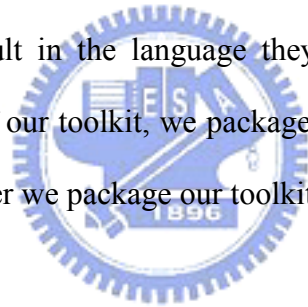 ult in the language they
E S
our toolkit, we package
er we package our toolkit
1896